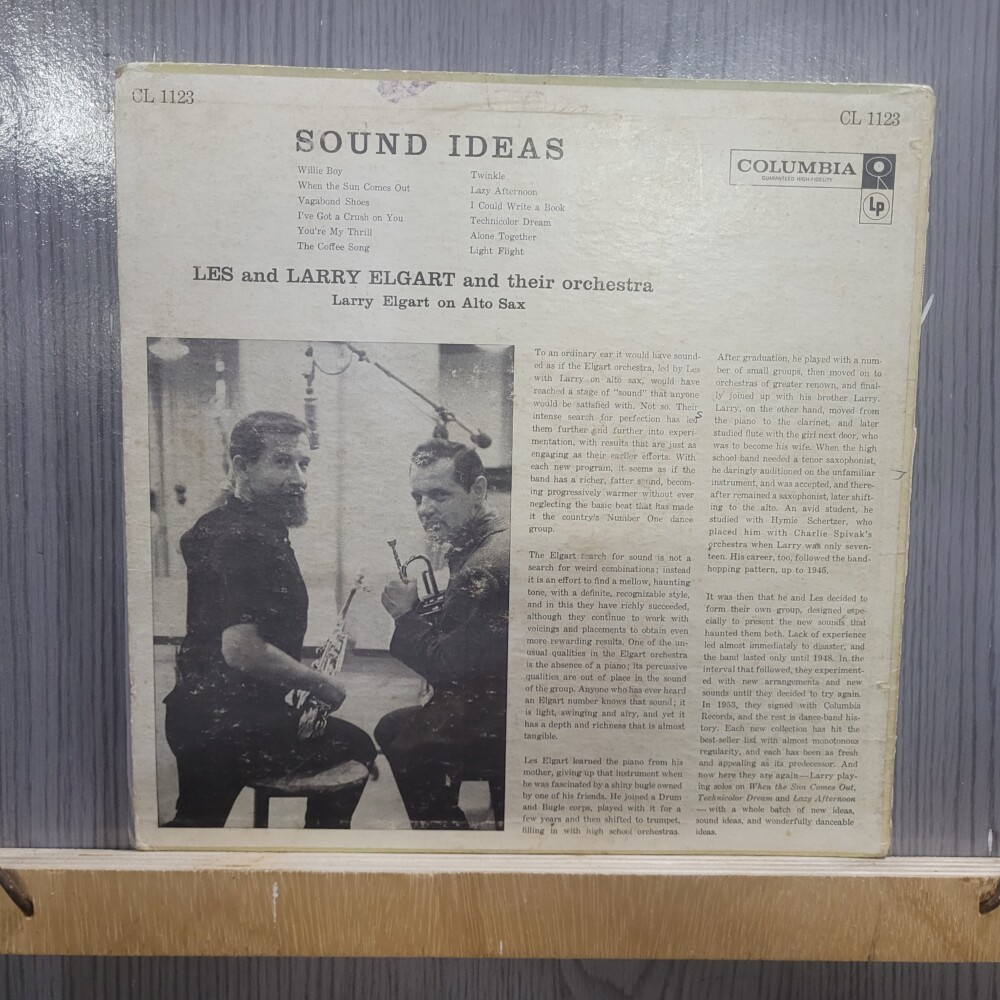 CL 1123
CL 1123
SOUND IDEAS
COLUMBIA
GUARANTEED HIGH-FIDELITY
Lp
Willie Boy
When the Sun Comes Out
Vagabond Shoes
I've Got a Crush on You
You're My Thrill
The Coffee Song
Twinkle
Lazy Afternoon
I Could Write a Book
Technicolor Dream
Alone Together
Light Flight
LES and LARRY ELGART and their orchestra
Larry Elgart on Alto Sax
To an ordinary ear it would have sound-
ed as if the Elgart orchestra, led by Les
with Larry on alto sax, would have
reached a stage of "sound" that anyone
would be satisfied with. Not so. Their
intense search for perfection has led
them further and further into experi-
mentation, with results that are just as
engaging as their earlier efforts. With
each new program, it seems as if the
band has a richer, fatter sound, becom-
ing progressively warmer without ever
neglecting the basic beat that has made
it the country's Number One dance
group.
The Elgart search for sound is not a
search for weird combinations; instead
it is an effort to find a mellow, haunting
tone, with a definite, recognizable style,
and in this they have richly succeeded,
although they continue to work with
voicings and placements to obtain even
more rewarding results. One of the un-
usual qualities in the Elgart orchestra
is the absence of a piano; its percusive
qualities are out of place in the sound
of the group. Anyone who has ever heard
an Elgart number knows that sound; it
is light, swinging and airy, and yet it
has a depth and richness that is almost
tangible.
Les Elgart learned the piano from his
mother, giving up that instrument when
he was fascinated by a shiny bugle owned
by one of his friends. He joined a Drum
and Bugle corps, played with it for a
few years and then shifted to trumpet,
filling in with high school orchestras.
After graduation, he played with a num-
ber of small groups, then moved on to
orchestras of greater renown, and final-
ly joined up with his brother Larry.
Larry, on the other hand, moved from
the piano to the clarinet, and later
studied flute with the girl next door, who
was to become his wife. When the high
school band needed a tenor saxophonist,
he daringly auditioned on the unfamiliar
instrument, and was accepted, and there-
after remained a saxophonist, later shift-
ing to the alto. An avid student, he
studied with Hymie Schertzer, who
placed him with Charlie Spivak's
orchestra when Larry was only seven-
teen. His career, too, followed the band-
hopping pattern, up to 1945.
It was then that he and Les decided to
form their own group, designed espe-
cially to present the new sounds that
haunted them both. Lack of experience
led almost immediately to disaster, and
the band lasted only until 1948. In the
interval that followed, they experiment-
ed with new arrangements and new
sounds until they decided to try again.
In 1953, they signed with Columbia
Records, and the rest is dance-band his-
tory. Each new collection has hit the
best-seller list with almost monotonous
regularity, and each has been as fresh
and appealing as its predecessor. And
now here they are again—Larry play-
ing solos on When the Sun Comes Out,
Technicolor Dream and Lazy Afternoon
—with a whole batch of new ideas,
sound ideas, and wonderfully danceable
ideas.